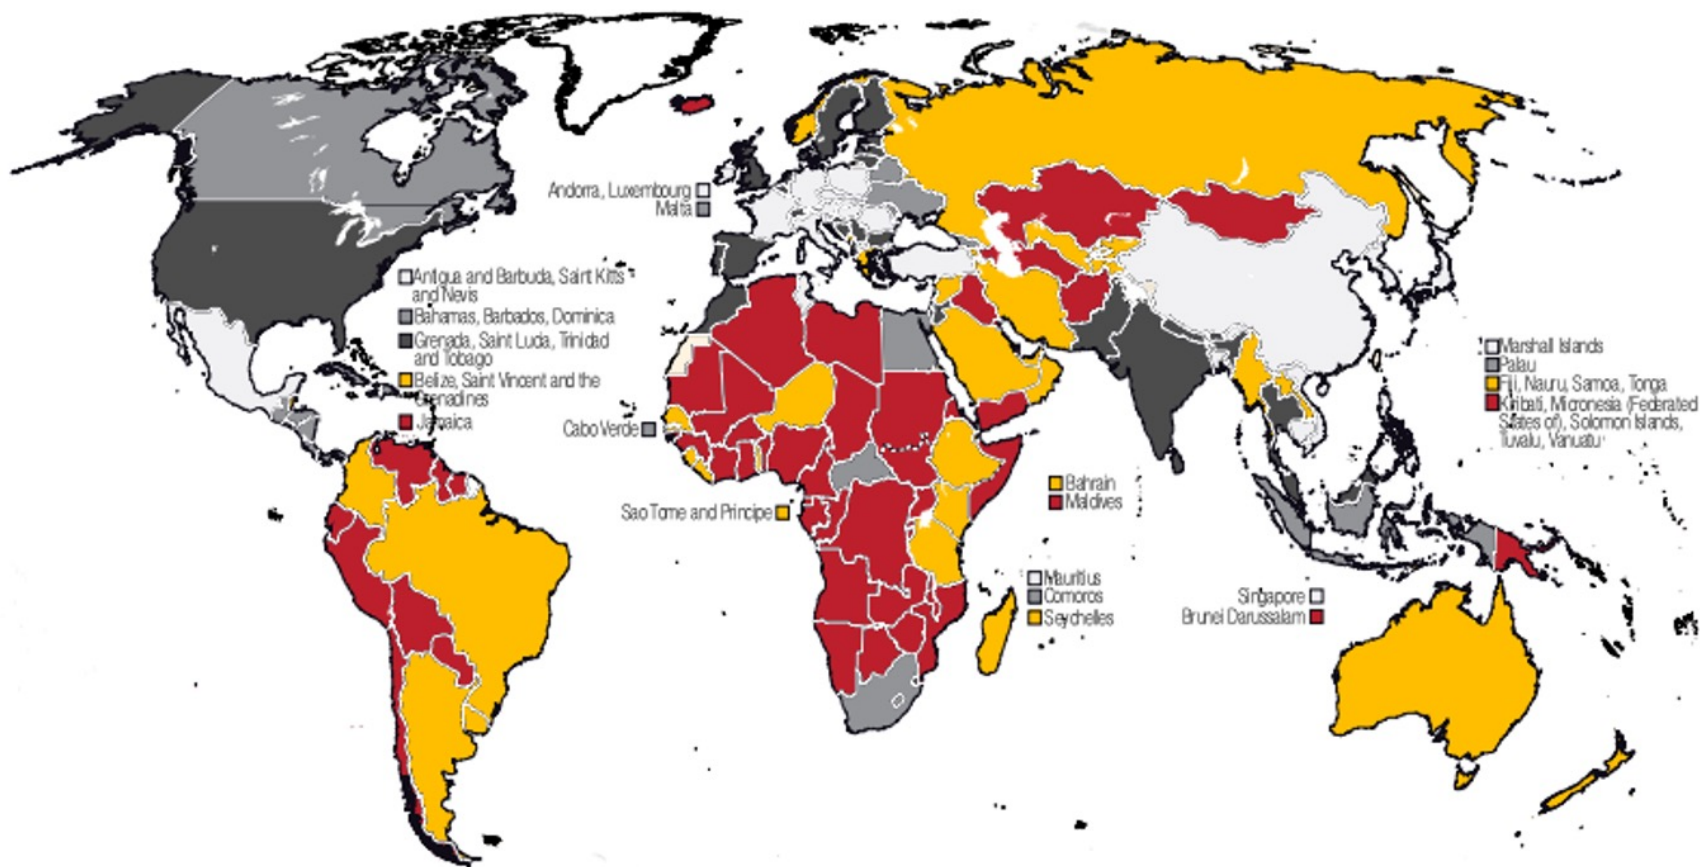 Andorra, Luxembourg
Malta
Antigua and Barbuda, Saint Kitts
and Nevis
Bahamas, Barbados, Dominica
Grenada, Saint Lucia, Trinidad
and Tobago
Belize, Saint Vincent and the
Grenadines
Jamaica
Cabo Verde
Sao Tome and Principe
Bahrain
Maldives
Mauritius
Comoros
Seychelles
Singapore
Brunei Darussalam
Marshall Islands
Palau
Fiji, Nauru, Samoa, Tonga
Kiribati, Micronesia (Federated
States of), Solomon Islands,
Tuvalu, Vanuatu